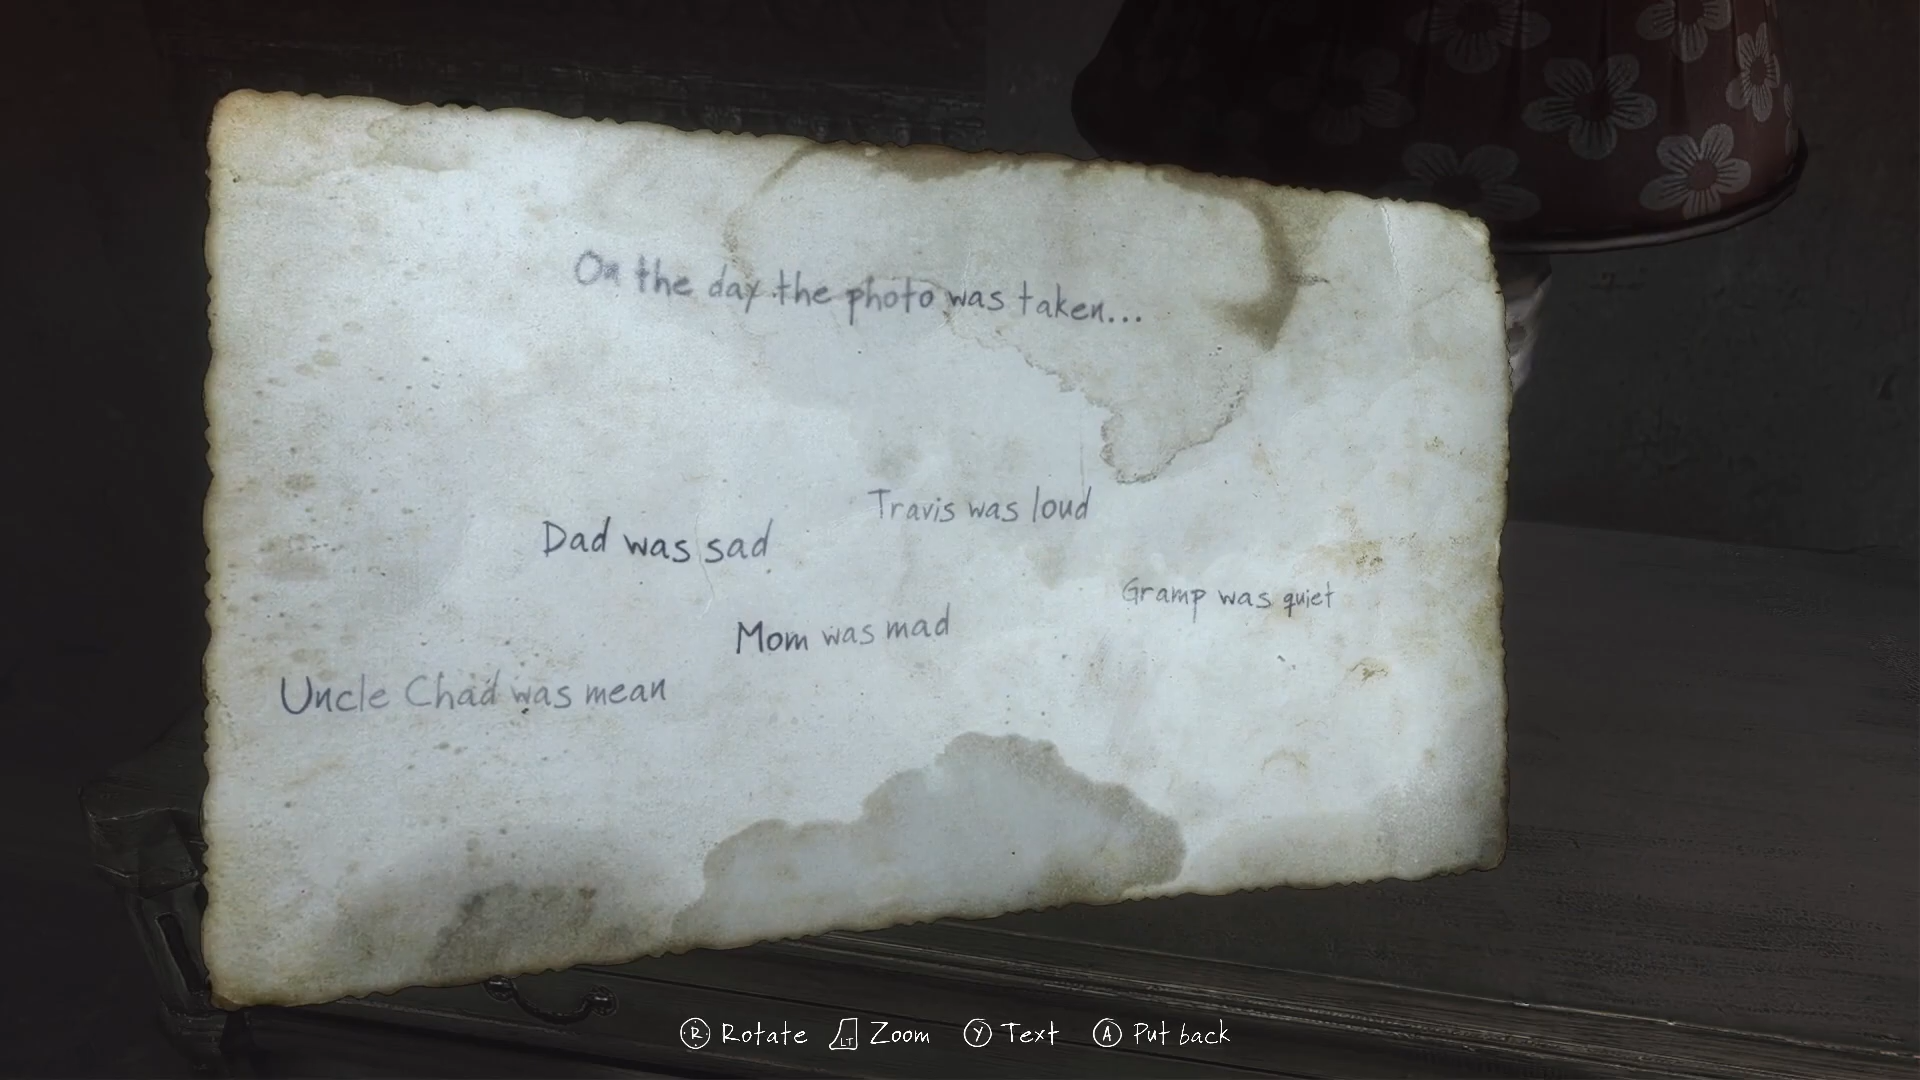 On the day the photo was taken...
Travis was loud
Dad was sad
Gramp was quiet
Mom was mad
Uncle Chad was mean
R Rotate LT Zoom Y Text A Put back